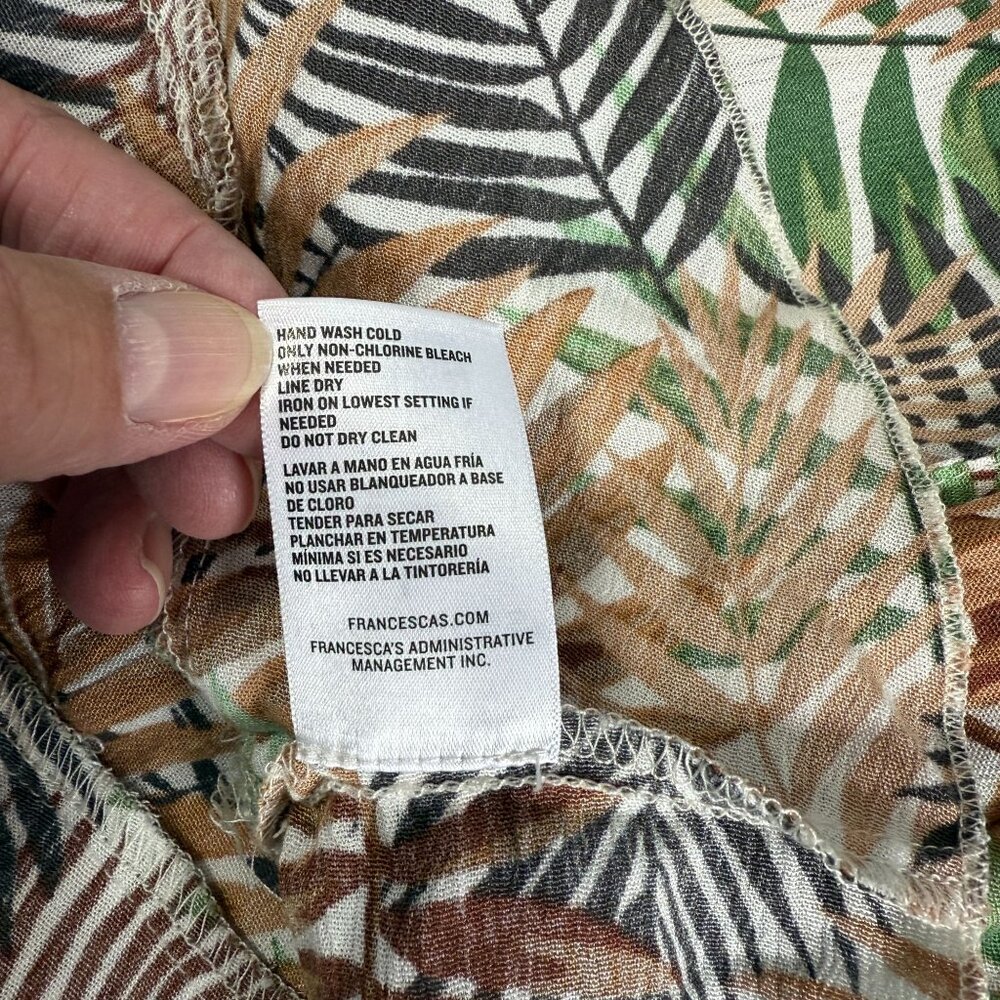 HAND WASH COLD
ONLY NON-CHLORINE BLEACH
WHEN NEEDED
LINE DRY
IRON ON LOWEST SETTING IF
NEEDED
DO NOT DRY CLEAN
LAVAR A MANO EN AGUA FRÍA
NO USAR BLANQUEADOR A BASE
DE CLORO
TENDER PARA SECAR
PLANCHAR EN TEMPERATURA
MÍNIMA SI ES NECESARIO
NO LLEVAR A LA TINTORERÍA
FRANCESCAS.COM
FRANCESCA'S ADMINISTRATIVE
MANAGEMENT INC.